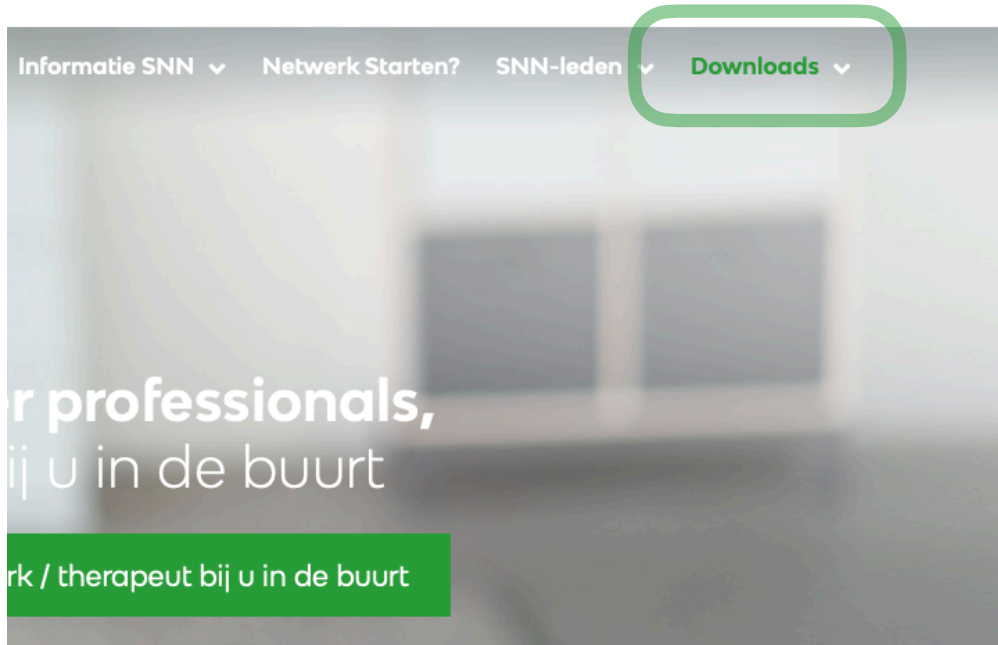 Informatie SNN Netwerk Starten? SNN-leden Downloads
r professionals,
ij u in de buurt
rk / therapeut bij u in de buurt